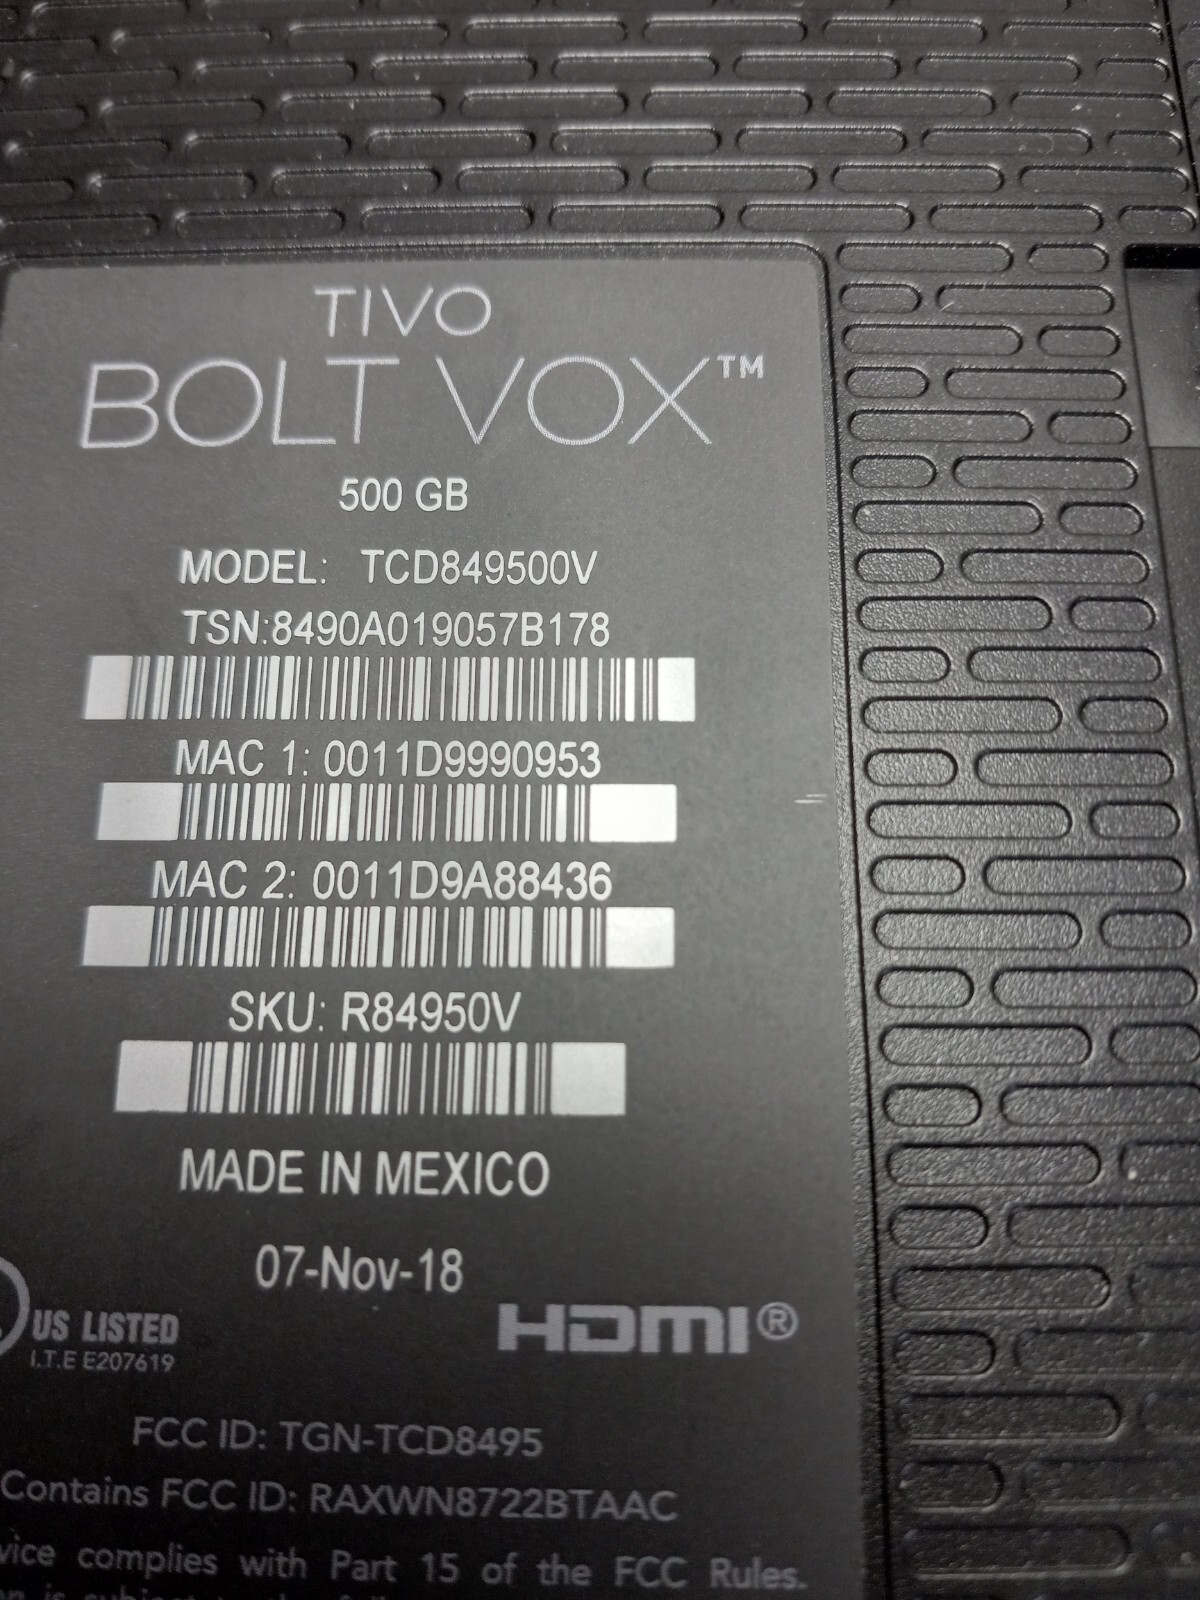 TIVO
BOLT VOX™
500 GB
MODEL: TCD849500V
TSN:8490A019057B178
MAC 1: 0011D9990953
MAC 2: 0011D9A88436
SKU: R84950V
MADE IN MEXICO
07-Nov-18
US LISTED
I.T.E E207619
HDMI®
FCC ID: TGN-TCD8495
Contains FCC ID: RAXWN8722BTAAC
vice complies with Part 15 of the FCC Rules.